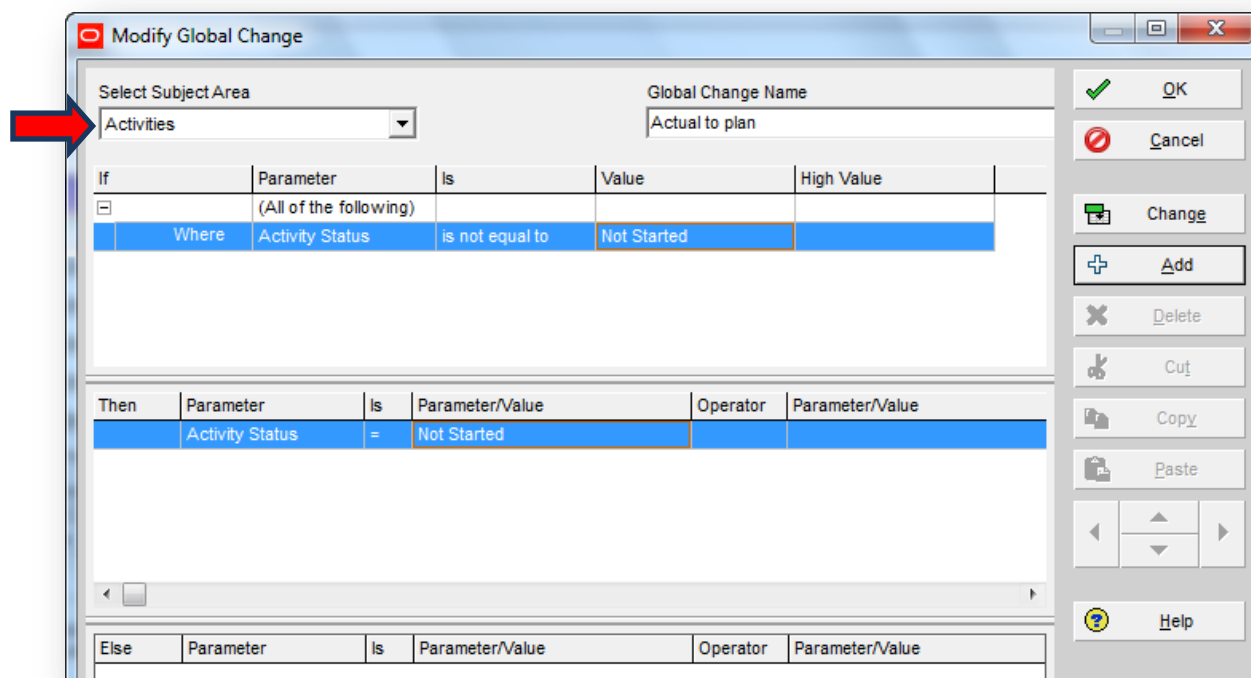 Modify Global Change
Select Subject Area
Global Change Name
Activities
Actual to plan
If Parameter Is Value High Value
(All of the following)
Where Activity Status is not equal to Not Started
Then Parameter Is Parameter/Value Operator Parameter/Value
Activity Status = Not Started
Else Parameter Is Parameter/Value Operator Parameter/Value
OK
Cancel
Change
Add
Delete
Cut
Copy
Paste
Help